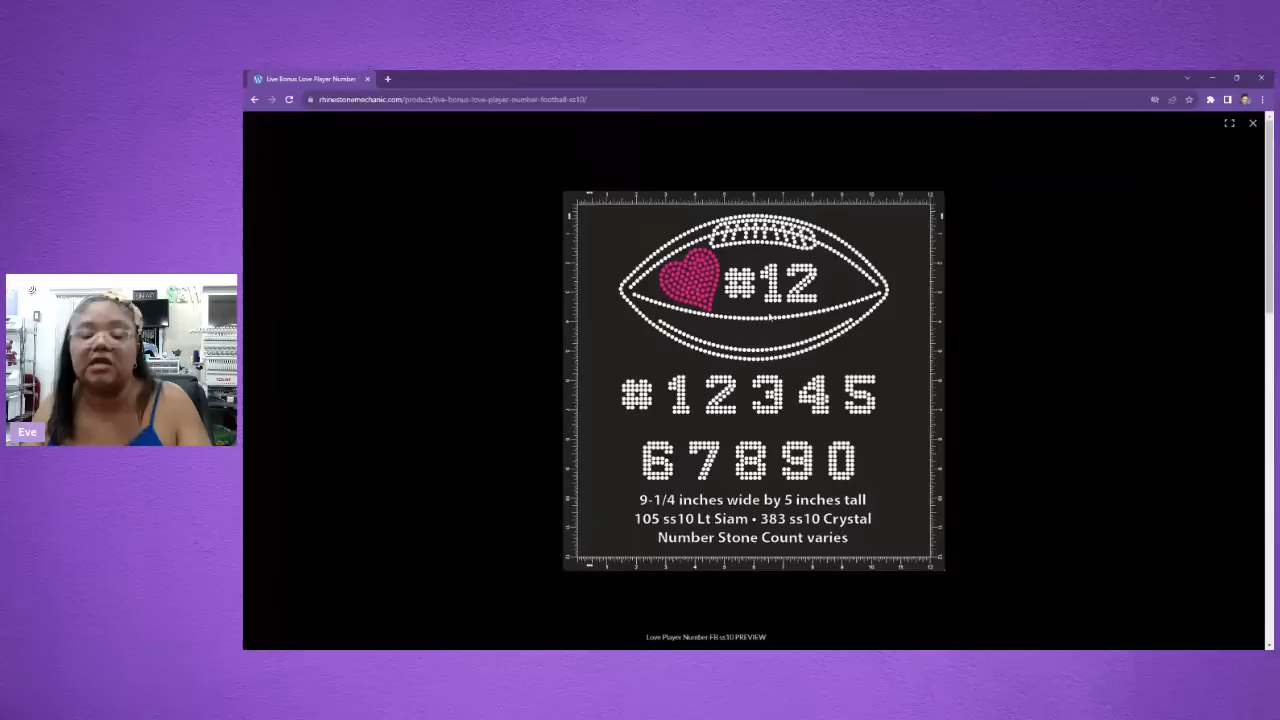 Live Bonus Love Player Number
rhinestonemechanic.com/product/live-bonus-love-player-number-football-ss10/
#12
#12345
67890
9-1/4 inches wide by 5 inches tall
105 ss10 Lt Siam • 383 ss10 Crystal
Number Stone Count varies
Love Player Number FB ss10 PREVIEW
Eve